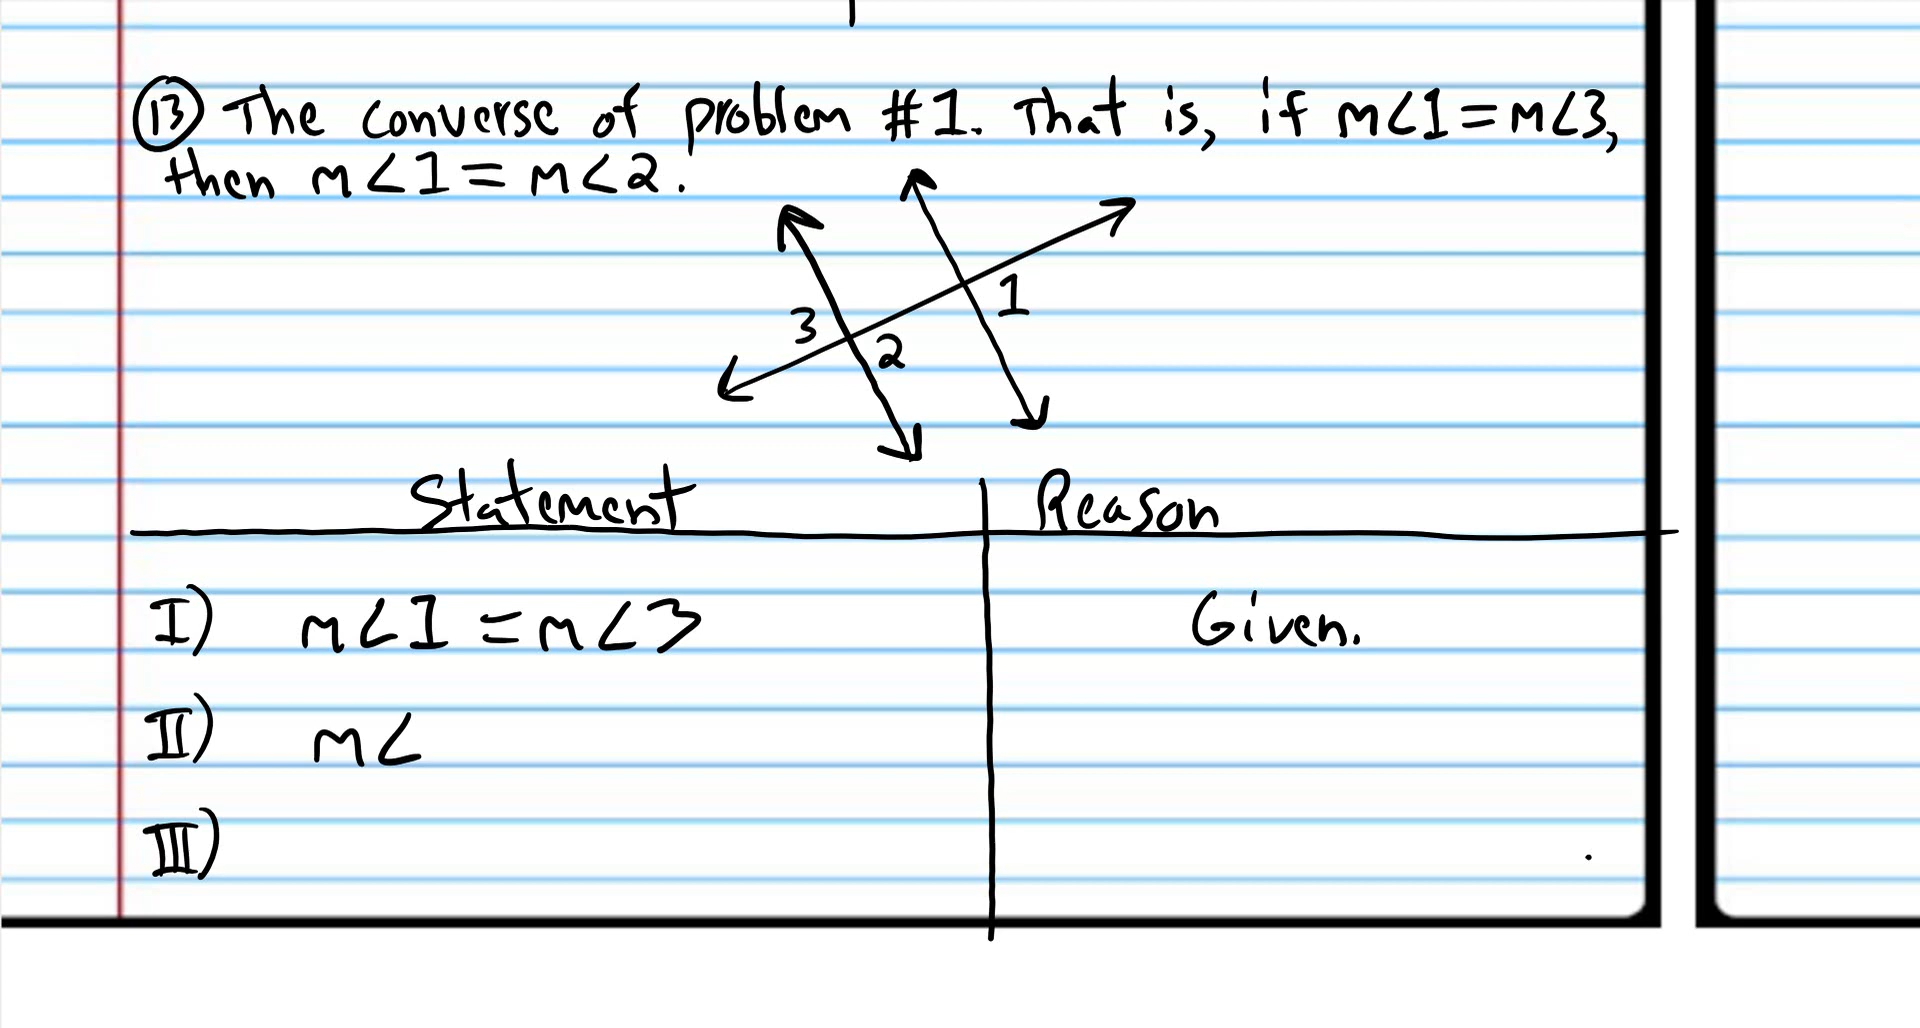 13 The converse of problem #1. That is, if m∠1=m∠3,
then m∠1=m∠2.
3
1
2
Statement Reason
I) m∠1=m∠3 Given.
II) m∠
III)